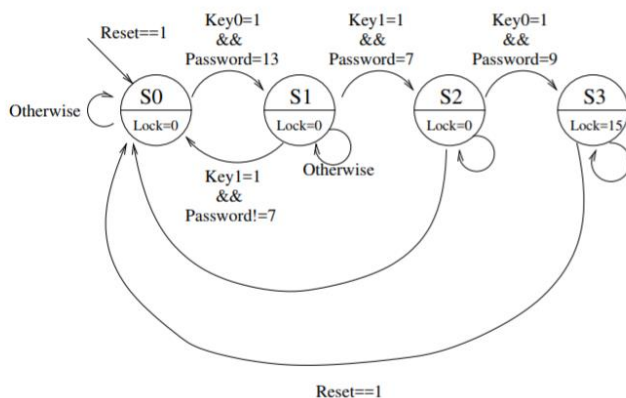 Reset==1
Key0=1
&&
Password=13
Key1=1
&&
Password=7
Key0=1
&&
Password=9
Otherwise
S0
Lock=0
S1
Lock=0
S2
Lock=0
S3
Lock=15
Key1=1
&&
Password!=7
Otherwise
Reset==1